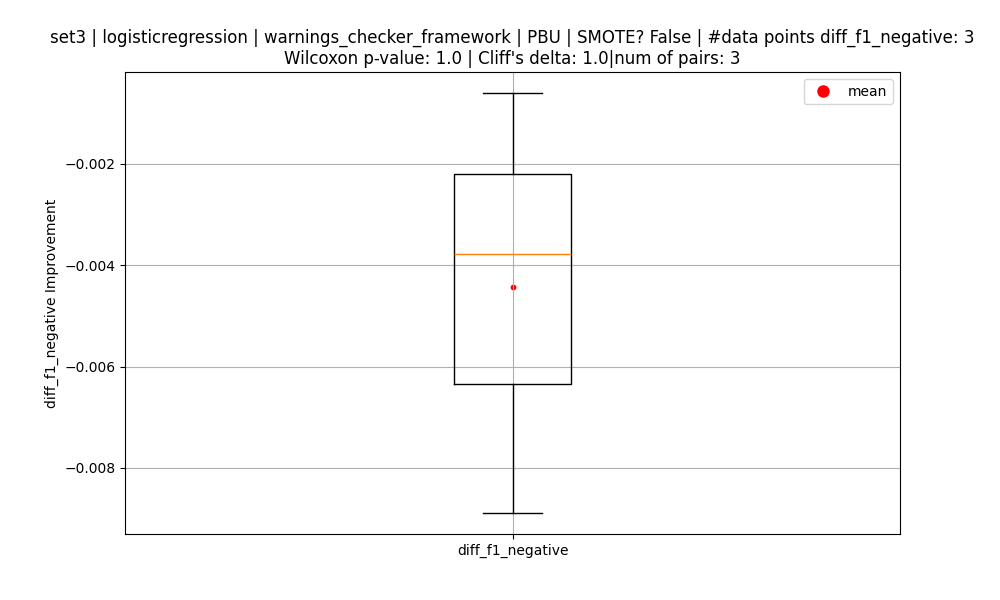 set3 | logisticregression | warnings_checker_framework | PBU | SMOTE? False | #data points diff_f1_negative: 3
Wilcoxon p-value: 1.0 | Cliff's delta: 1.0|num of pairs: 3
mean
−0.002
−0.004
−0.006
−0.008
diff_f1_negative Improvement
diff_f1_negative